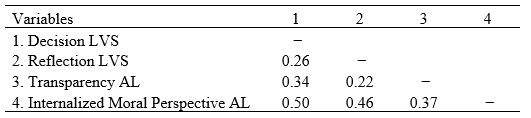 Variables 1 2 3 4
1. Decision LVS –
2. Reflection LVS 0.26 –
3. Transparency AL 0.34 0.22 –
4. Internalized Moral Perspective AL 0.50 0.46 0.37 –